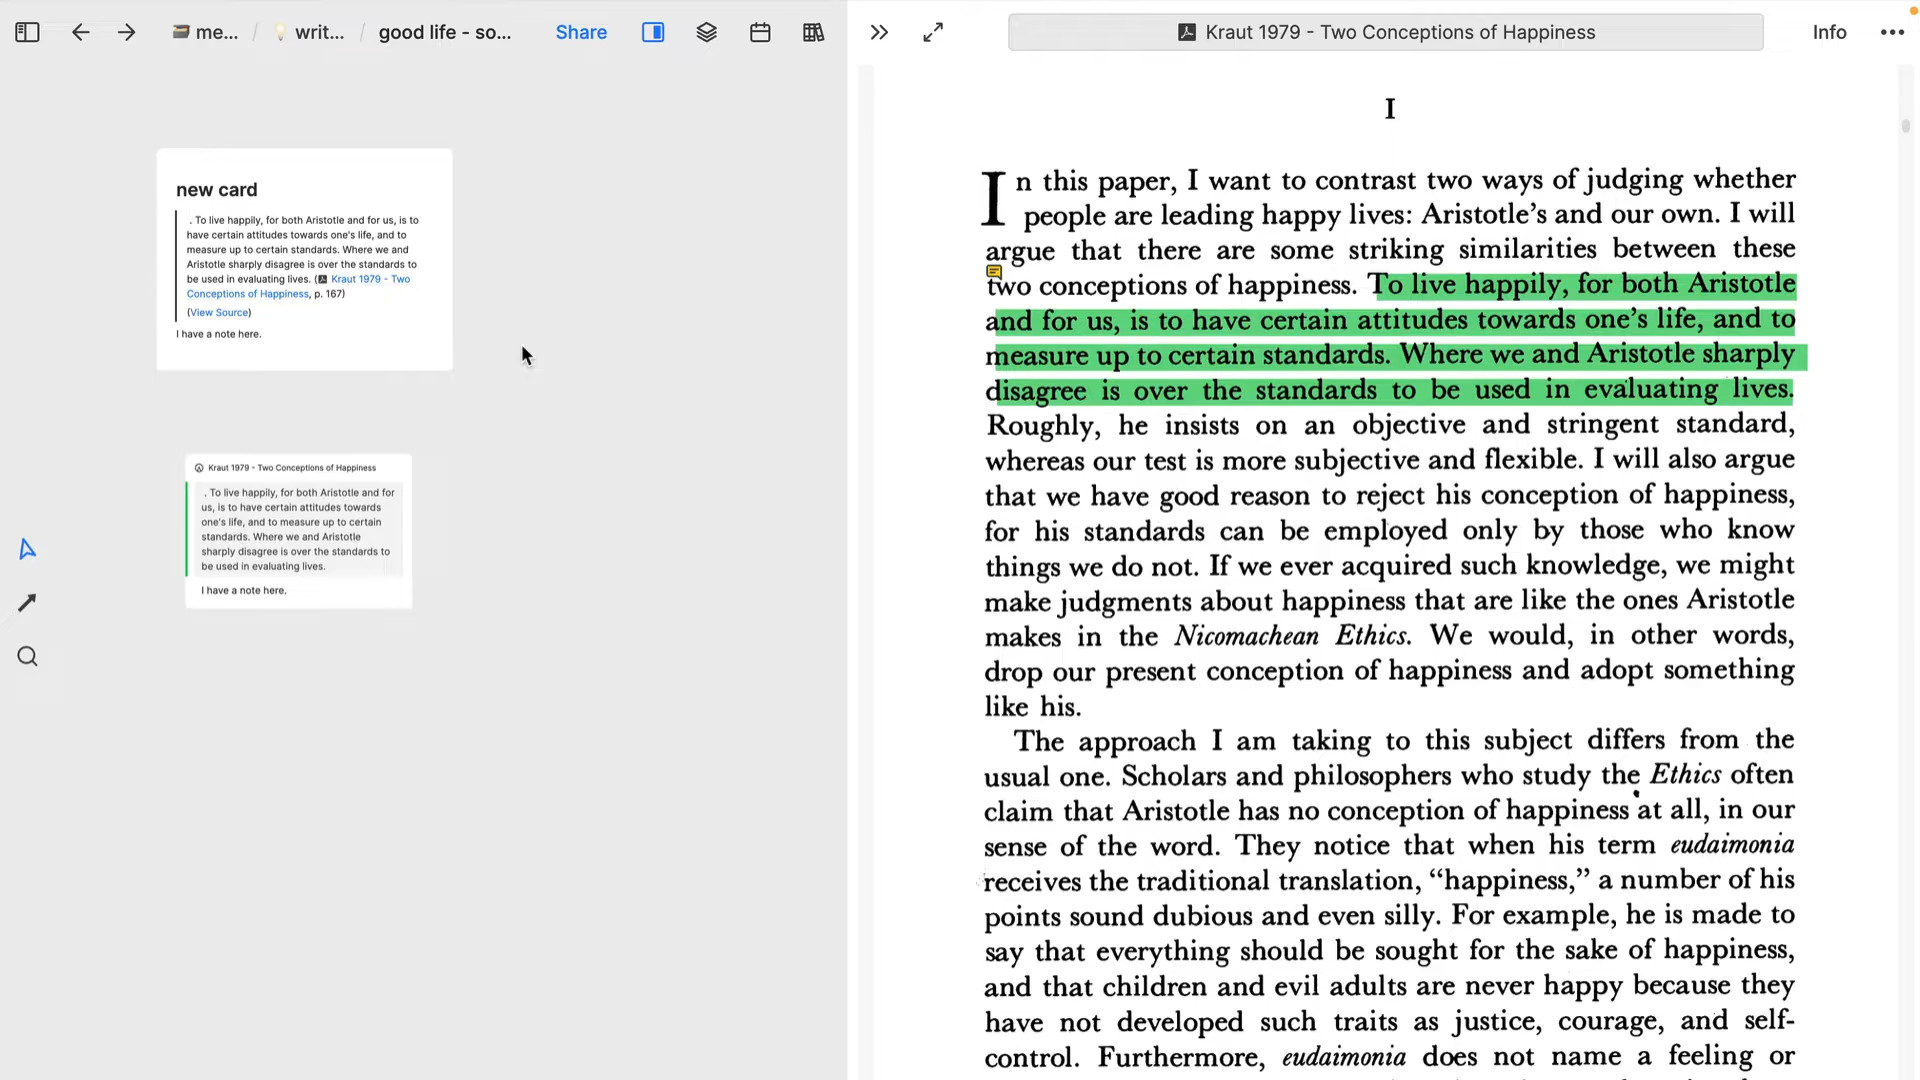 me... / writ... / good life - so...
Share
Kraut 1979 - Two Conceptions of Happiness
Info
new card
. To live happily, for both Aristotle and for us, is to
have certain attitudes towards one's life, and to
measure up to certain standards. Where we and
Aristotle sharply disagree is over the standards to
be used in evaluating lives. ( Kraut 1979 - Two
Conceptions of Happiness, p. 167)
(View Source)
I have a note here.
Kraut 1979 - Two Conceptions of Happiness
. To live happily, for both Aristotle and for
us, is to have certain attitudes towards
one's life, and to measure up to certain
standards. Where we and Aristotle
sharply disagree is over the standards to
be used in evaluating lives.
I have a note here.
I
In this paper, I want to contrast two ways of judging whether
people are leading happy lives: Aristotle's and our own. I will
argue that there are some striking similarities between these
two conceptions of happiness. To live happily, for both Aristotle
and for us, is to have certain attitudes towards one's life, and to
measure up to certain standards. Where we and Aristotle sharply
disagree is over the standards to be used in evaluating lives.
Roughly, he insists on an objective and stringent standard,
whereas our test is more subjective and flexible. I will also argue
that we have good reason to reject his conception of happiness,
for his standards can be employed only by those who know
things we do not. If we ever acquired such knowledge, we might
make judgments about happiness that are like the ones Aristotle
makes in the Nicomachean Ethics. We would, in other words,
drop our present conception of happiness and adopt something
like his.
The approach I am taking to this subject differs from the
usual one. Scholars and philosophers who study the Ethics often
claim that Aristotle has no conception of happiness at all, in our
sense of the word. They notice that when his term eudaimonia
receives the traditional translation, "happiness," a number of his
points sound dubious and even silly. For example, he is made to
say that everything should be sought for the sake of happiness,
and that children and evil adults are never happy because they
have not developed such traits as justice, courage, and self-
control. Furthermore, eudaimonia does not name a feeling or